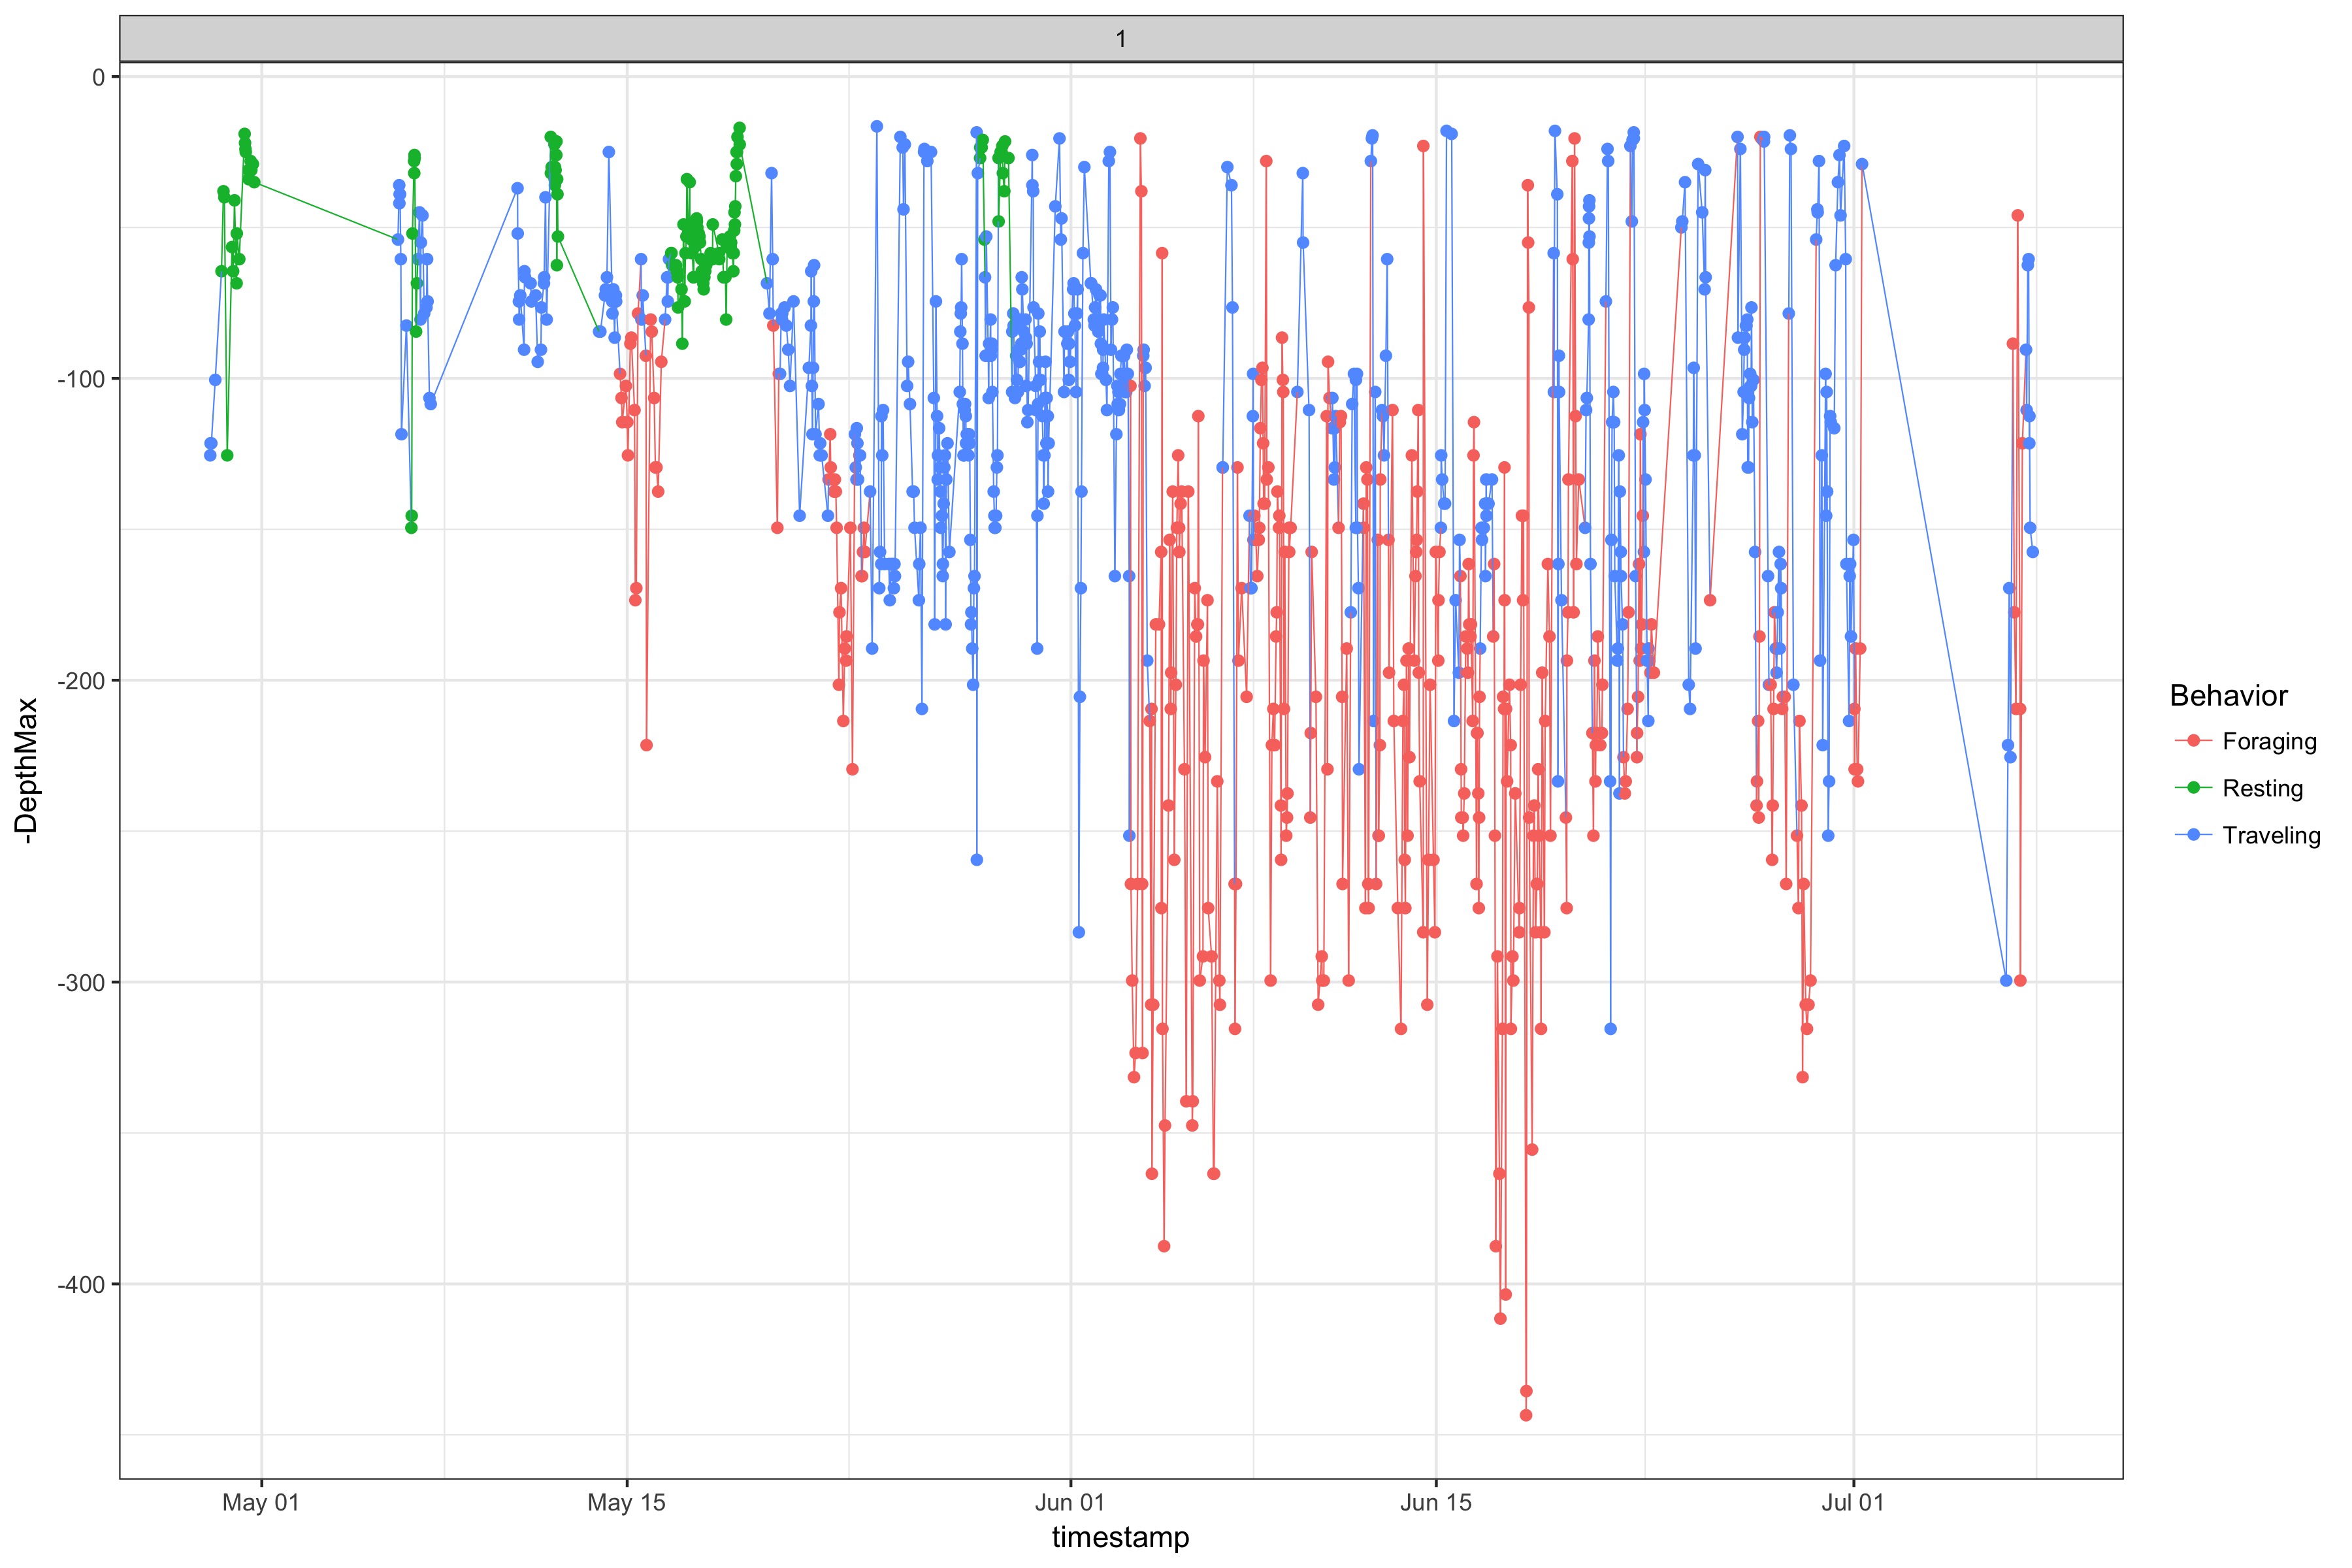 1
0
-100
-200
-300
-400
-DepthMax
May 01
May 15
Jun 01
Jun 15
Jul 01
timestamp
Behavior
Foraging
Resting
Traveling